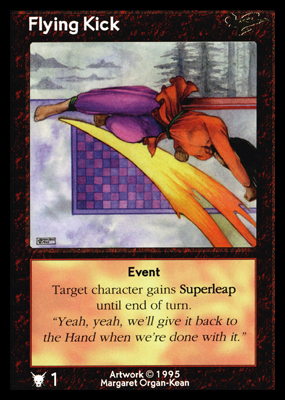 Flying Kick
Event
Target character gains Superleap
until end of turn.
"Yeah, yeah, we'll give it back to
the Hand when we're done with it."
1
Artwork © 1995
Margaret Organ-Kean